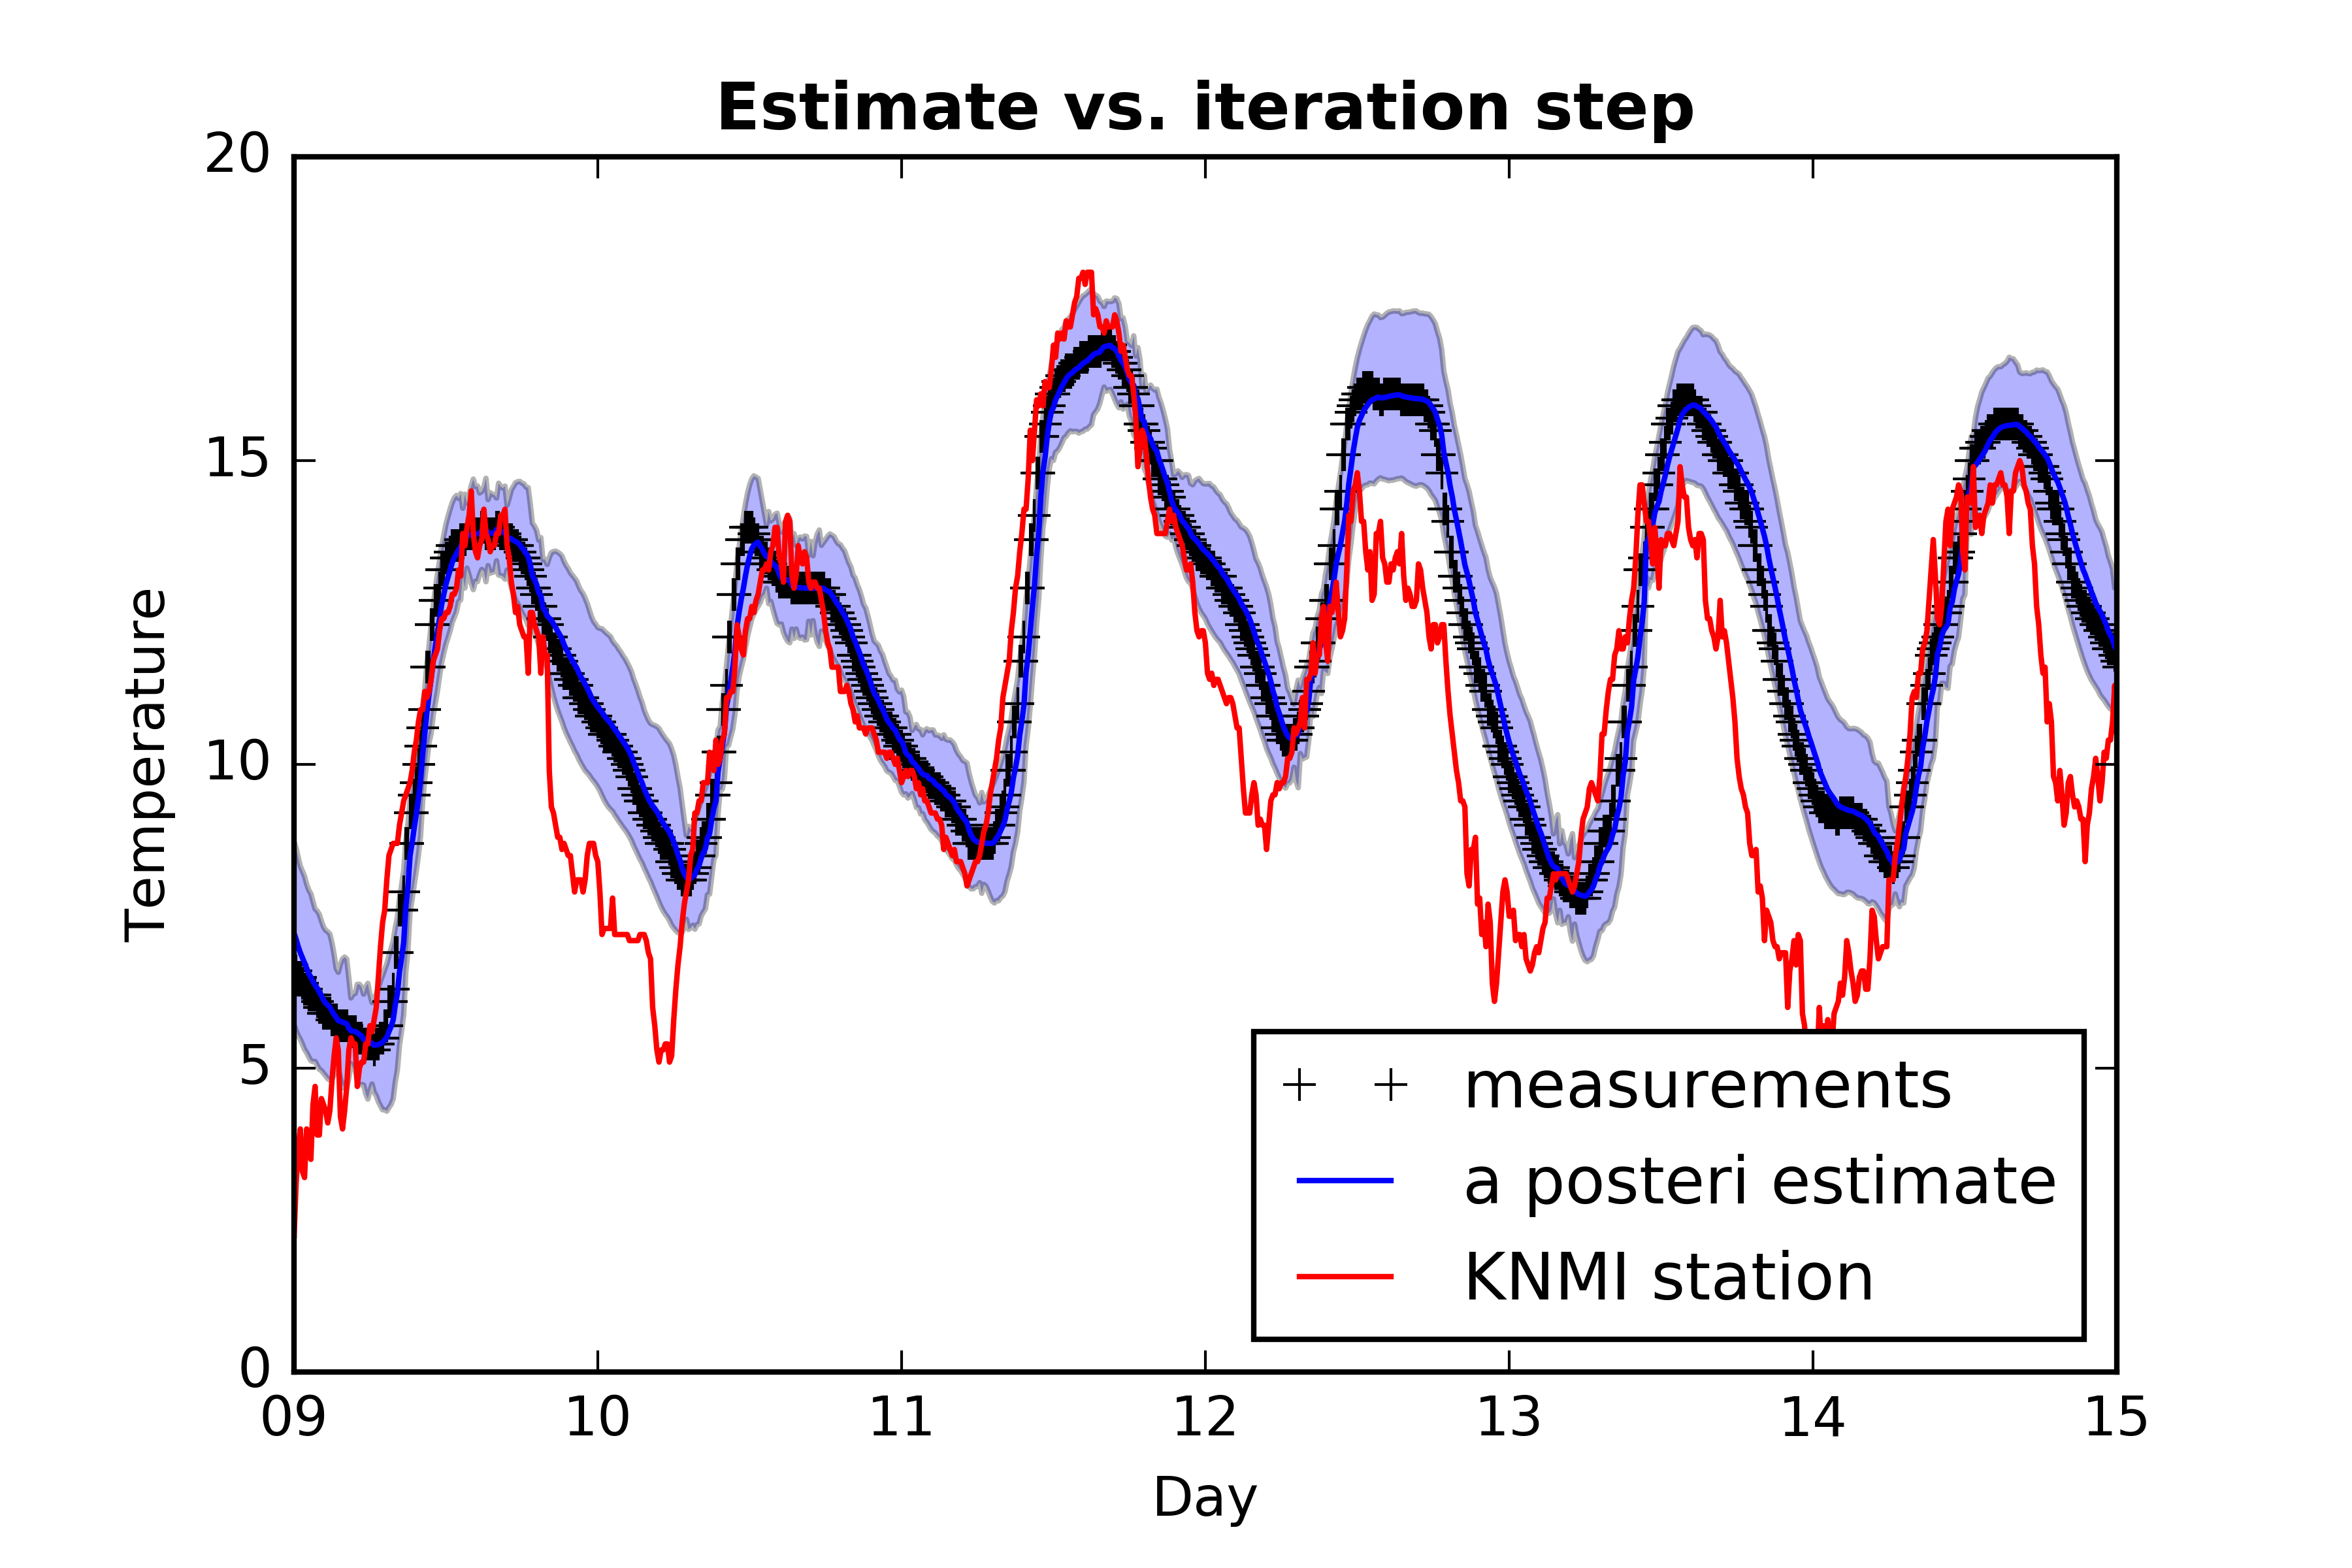 Estimate vs. iteration step
20
15
10
5
0
Temperature
09 10 11 12 13 14 15
Day
measurements
a posteri estimate
KNMI station